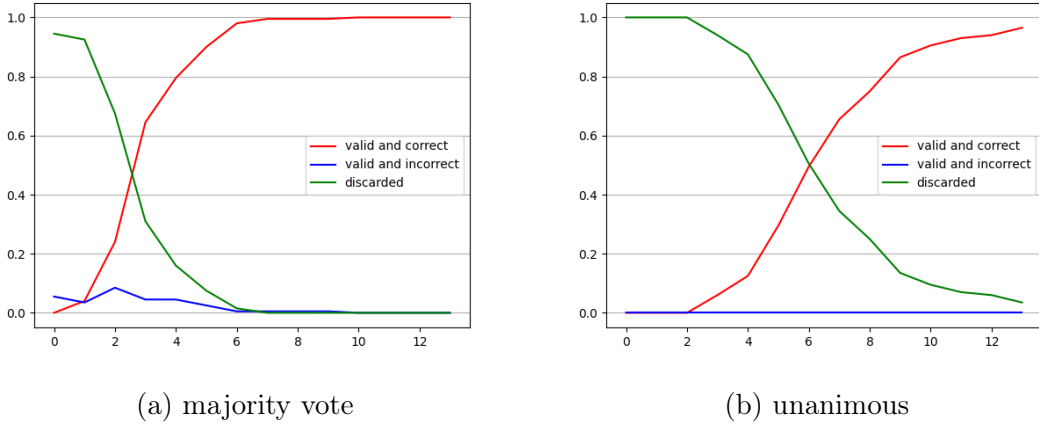 1.0
0.8
0.6
0.4
0.2
0.0
valid and correct
valid and incorrect
discarded
0 2 4 6 8 10 12
(a) majority vote
1.0
0.8
0.6
0.4
0.2
0.0
valid and correct
valid and incorrect
discarded
0 2 4 6 8 10 12
(b) unanimous